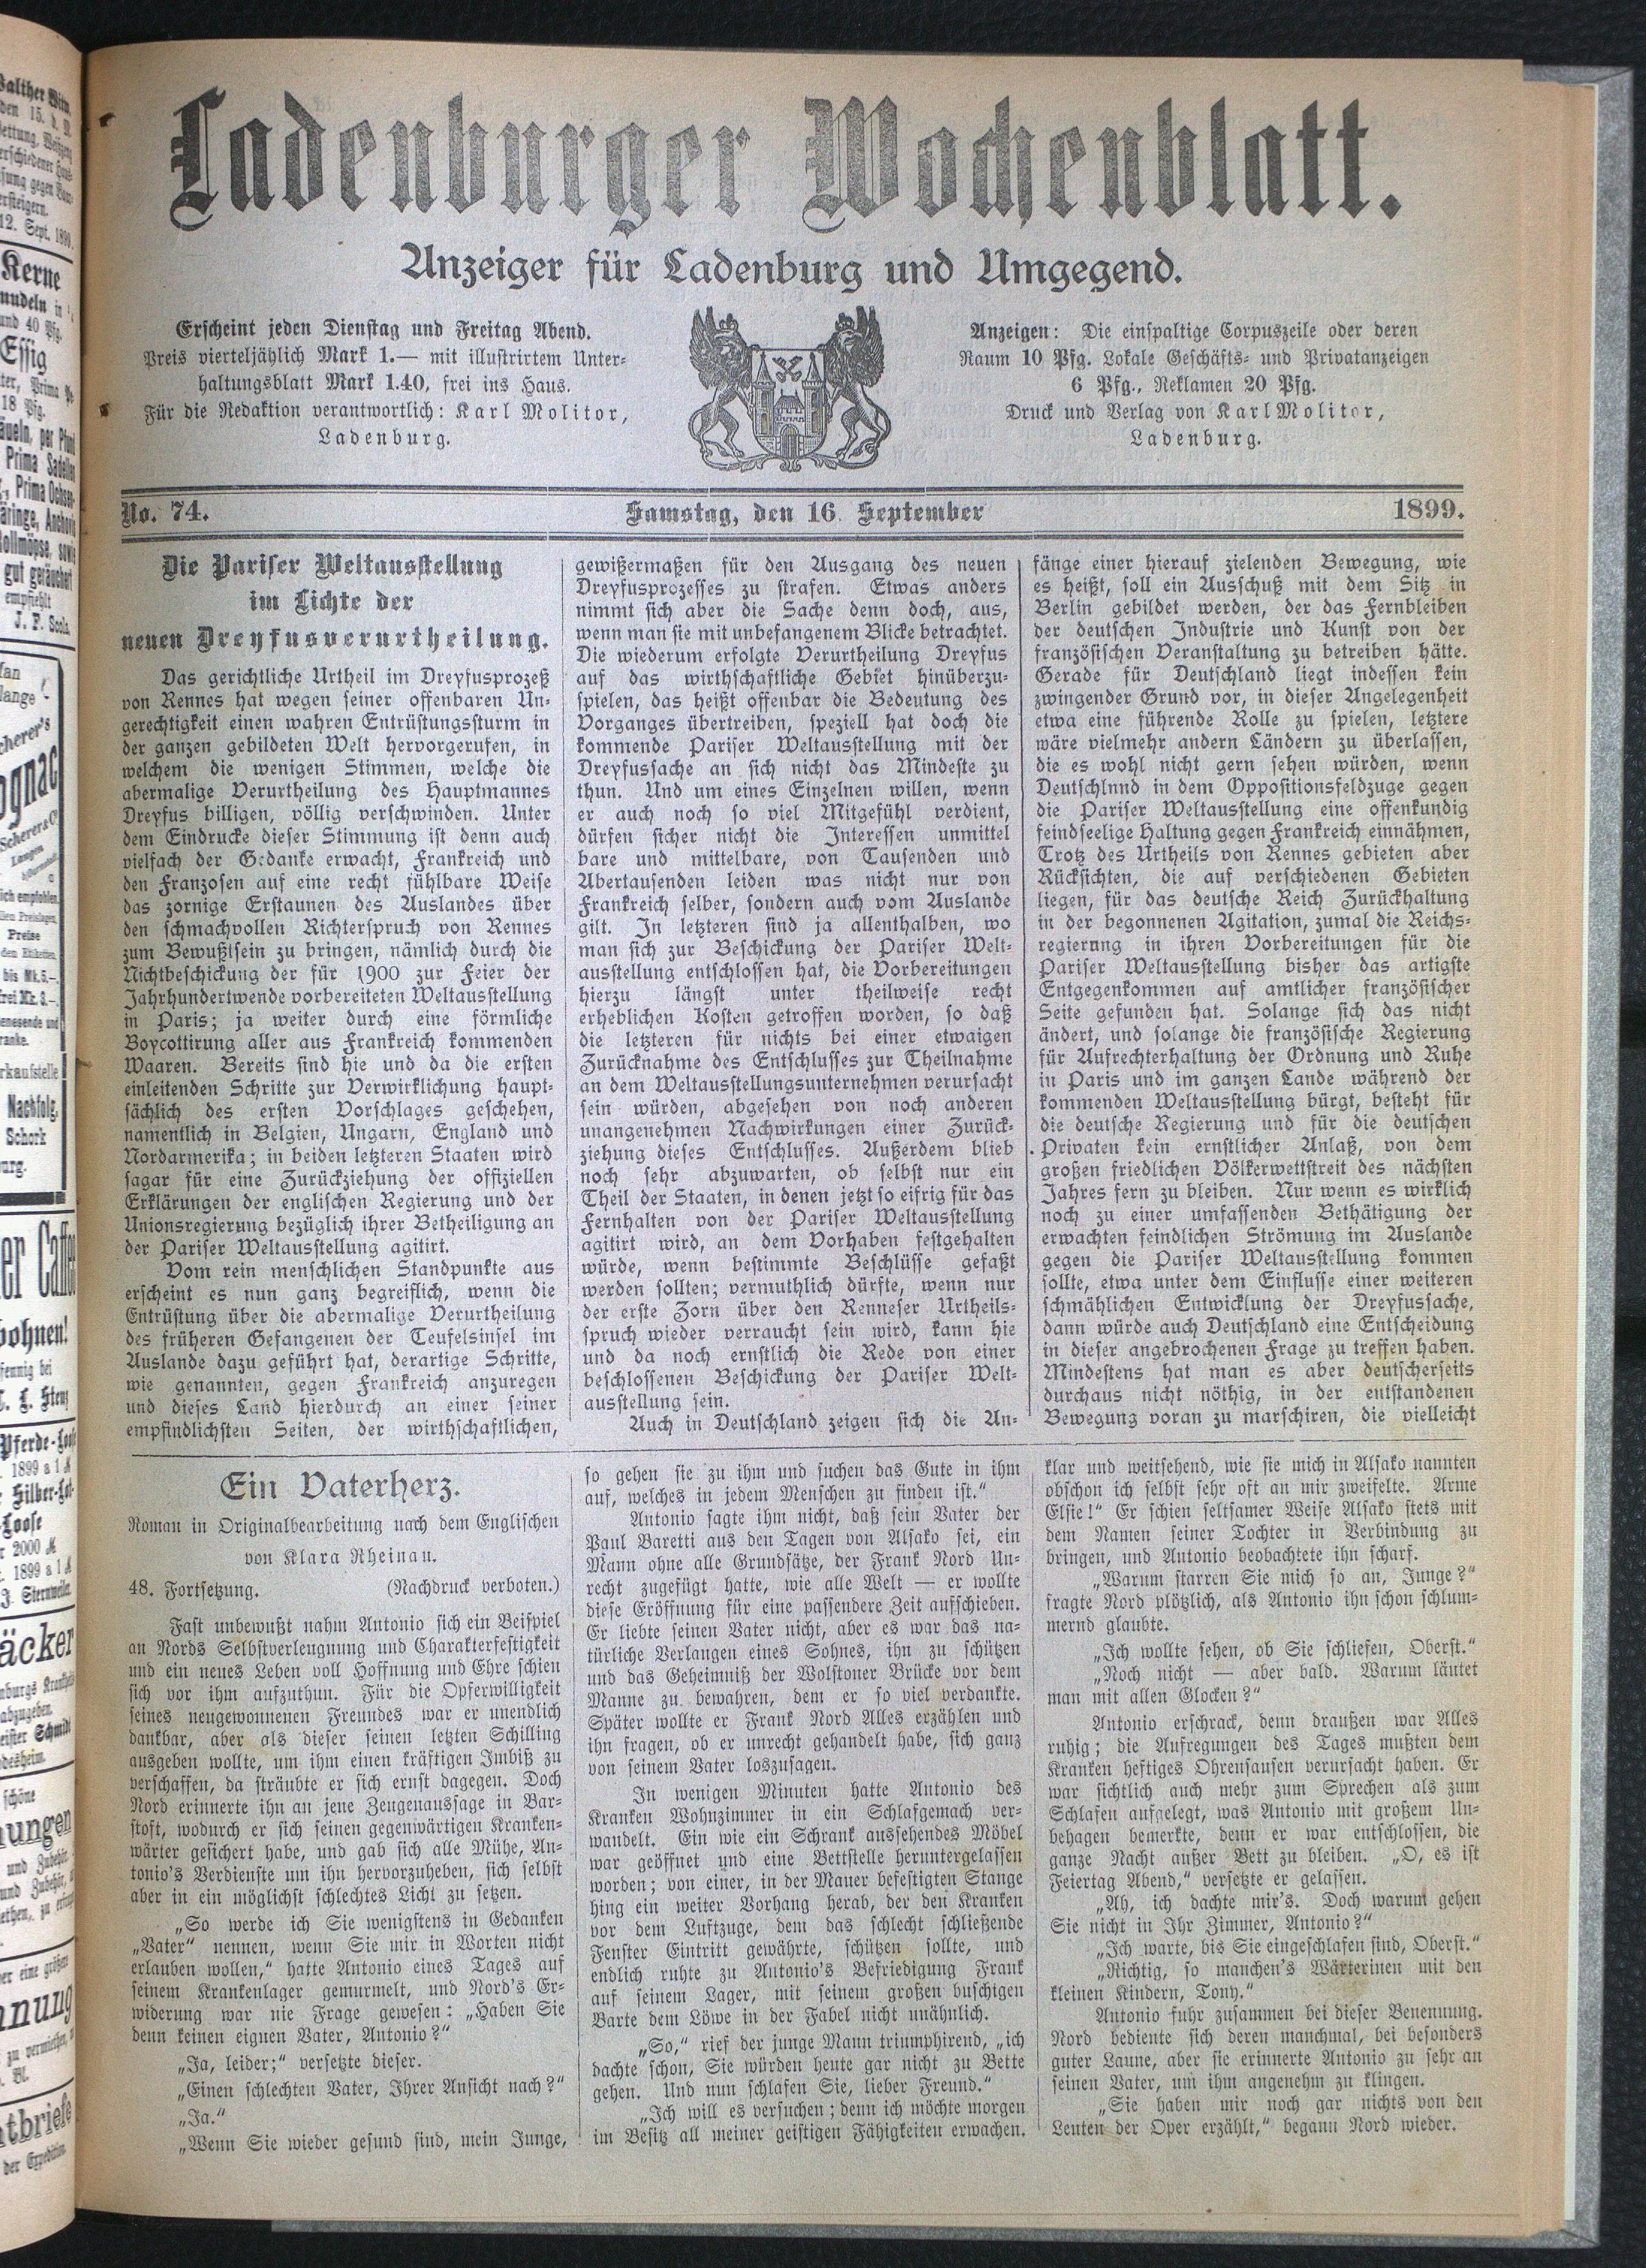 Ladenburger Wochenblatt.
Anzeiger für Ladenburg und Umgegend.
Erscheint jeden Dienstag und Freitag Abend.
Preis vierteljählich Mark 1.— mit illustrirtem Unter-
haltungsblatt Mark 1.40, frei ins Haus.
Für die Redaktion verantwortlich: Karl Molitor,
Ladenburg.
Anzeigen: Die einspaltige Corpuszeile oder deren
Raum 10 Pfg. Lokale Geschäfts- und Privatanzeigen
6 Pfg., Reklamen 20 Pfg.
Druck und Verlag von Karl Molitor,
Ladenburg.
No. 74.
Samstag, den 16. September
1899.
Die Pariser Weltausstellung
im Lichte der
neuen Dreyfusverurtheilung.
Das gerichtliche Urtheil im Dreyfusprozeß
von Rennes hat wegen seiner offenbaren Un-
gerechtigkeit einen wahren Entrüstungssturm in
der ganzen gebildeten Welt hervorgerufen, in
welchem die wenigen Stimmen, welche die
abermalige Verurtheilung des Hauptmannes
Dreyfus billigen, völlig verschwinden. Unter
dem Eindrucke dieser Stimmung ist denn auch
vielfach der Gedanke erwacht, Frankreich und
den Franzosen auf eine recht fühlbare Weise
das zornige Erstaunen des Auslandes über
den schmachvollen Richterspruch von Rennes
zum Bewußtsein zu bringen, nämlich durch die
Nichtbeschickung der für 1900 zur Feier der
Jahrhundertwende vorbereiteten Weltausstellung
in Paris; ja weiter durch eine förmliche
Boycottirung aller aus Frankreich kommenden
Waaren. Bereits sind hie und da die ersten
einleitenden Schritte zur Verwirklichung haupt-
sächlich des ersten Vorschlages geschehen,
namentlich in Belgien, Ungarn, England und
Nordarmerika; in beiden letzteren Staaten wird
sagar für eine Zurückziehung der offiziellen
Erklärungen der englischen Regierung und der
Unionsregierung bezüglich ihrer Betheiligung an
der Pariser Weltausstellung agitirt.
Vom rein menschlichen Standpunkte aus
erscheint es nun ganz begreiflich, wenn die
Entrüstung über die abermalige Verurtheilung
des früheren Gefangenen der Teufelsinsel im
Auslande dazu geführt hat, derartige Schritte,
wie genannten, gegen Frankreich anzuregen
und dieses Land hierdurch an einer seiner
empfindlichsten Seiten, der wirthschaftlichen,
gewißermaßen für den Ausgang des neuen
Dreyfusprozesses zu strafen. Etwas anders
nimmt sich aber die Sache denn doch, aus,
wenn man sie mit unbefangenem Blicke betrachtet.
Die wiederum erfolgte Verurtheilung Dreyfus
auf das wirthschaftliche Gebiet hinüberzu-
spielen, das heißt offenbar die Bedeutung des
Vorganges übertreiben, speziell hat doch die
kommende Pariser Weltausstellung mit der
Dreyfussache an sich nicht das Mindeste zu
thun. Und um eines Einzelnen willen, wenn
er auch noch so viel Mitgefühl verdient,
dürfen sicher nicht die Interessen unmittel
bare und mittelbare, von Tausenden und
Abertausenden leiden was nicht nur von
Frankreich selber, sondern auch vom Auslande
gilt. In letzteren sind ja allenthalben, wo
man sich zur Beschickung der Pariser Welt-
ausstellung entschlossen hat, die Vorbereitungen
hierzu längst unter theilweise recht
erheblichen Kosten getroffen worden, so daß
die letzteren für nichts bei einer etwaigen
Zurücknahme des Entschlusses zur Theilnahme
an dem Weltausstellungsunternehmen verursacht
sein würden, abgesehen von noch anderen
unangenehmen Nachwirkungen einer Zurück-
ziehung dieses Entschlusses. Außerdem blieb
noch sehr abzuwarten, ob selbst nur ein
Theil der Staaten, in denen jetzt so eifrig für das
Fernhalten von der Pariser Weltausstellung
agitirt wird, an dem Vorhaben festgehalten
würde, wenn bestimmte Beschlüsse gefaßt
werden sollten; vermuthlich dürfte, wenn nur
der erste Zorn über den Renneser Urtheils-
spruch wieder verraucht sein wird, kann hie
und da noch ernstlich die Rede von einer
beschlossenen Beschickung der Pariser Welt-
ausstellung sein.
Auch in Deutschland zeigen sich die An-
fänge einer hierauf zielenden Bewegung, wie
es heißt, soll ein Ausschuß mit dem Sitz in
Berlin gebildet werden, der das Fernbleiben
der deutschen Industrie und Kunst von der
französischen Veranstaltung zu betreiben hätte.
Gerade für Deutschland liegt indessen kein
zwingender Grund vor, in dieser Angelegenheit
etwa eine führende Rolle zu spielen, letztere
wäre vielmehr andern Ländern zu überlassen,
die es wohl nicht gern sehen würden, wenn
Deutschlnnd in dem Oppositionsfeldzuge gegen
die Pariser Weltausstellung eine offenkundig
feindseelige Haltung gegen Frankreich einnähmen,
Trotz des Urtheils von Rennes gebieten aber
Rücksichten, die auf verschiedenen Gebieten
liegen, für das deutsche Reich Zurückhaltung
in der begonnenen Agitation, zumal die Reichs-
regierung in ihren Vorbereitungen für die
Pariser Weltausstellung bisher das artigste
Entgegenkommen auf amtlicher französischer
Seite gefunden hat. Solange sich das nicht
ändert, und solange die französische Regierung
für Aufrechterhaltung der Ordnung und Ruhe
in Paris und im ganzen Lande während der
kommenden Weltausstellung bürgt, besteht für
die deutsche Regierung und für die deutschen
Privaten kein ernstlicher Anlaß, von dem
großen friedlichen Völkerwettstreit des nächsten
Jahres fern zu bleiben. Nur wenn es wirklich
noch zu einer umfassenden Bethätigung der
erwachten feindlichen Strömung im Auslande
gegen die Pariser Weltausstellung kommen
sollte, etwa unter dem Einflusse einer weiteren
schmählichen Entwicklung der Dreyfussache,
dann würde auch Deutschland eine Entscheidung
in dieser angebrochenen Frage zu treffen haben.
Mindestens hat man es aber deutscherseits
durchaus nicht nöthig, in der entstandenen
Bewegung voran zu marschiren, die vielleicht
Ein Vaterherz.
Roman in Originalbearbeitung nach dem Englischen
von Klara Rheinau.
48. Fortsetzung. (Nachdruck verboten.)
Fast unbewußt nahm Antonio sich ein Beispiel
an Nords Selbstverleugnung und Charakterfestigkeit
und ein neues Leben voll Hoffnung und Ehre schien
sich vor ihm aufzuthun. Für die Opferwilligkeit
seines neugewonnenen Freundes war er unendlich
dankbar, aber als dieser seinen letzten Schilling
ausgeben wollte, um ihm einen kräftigen Imbiß zu
verschaffen, da sträubte er sich ernst dagegen. Doch
Nord erinnerte ihn an jene Zeugenaussage in Bar-
stoft, wodurch er sich seinen gegenwärtigen Kranken-
wärter gesichert habe, und gab sich alle Mühe, An-
tonio's Verdienste um ihn hervorzuheben, sich selbst
aber in ein möglichst schlechtes Licht zu setzen.
„So werde ich Sie wenigstens in Gedanken
„Vater“ nennen, wenn Sie mir in Worten nicht
erlauben wollen,“ hatte Antonio eines Tages auf
seinem Krankenlager gemurmelt, und Nord's Er-
widerung war nie Frage gewesen: „Haben Sie
denn keinen eignen Vater, Antonio?“
„Ja, leider;“ versetzte dieser.
„Einen schlechten Vater, Ihrer Ansicht nach?“
„Ja.“
„Wenn Sie wieder gesund sind, mein Junge,
so gehen sie zu ihm und suchen das Gute in ihm
auf, welches in jedem Menschen zu finden ist.“
Antonio sagte ihm nicht, daß sein Vater der
Paul Baretti aus den Tagen von Alsako sei, ein
Mann ohne alle Grundsätze, der Frank Nord Un-
recht zugefügt hatte, wie alle Welt — er wollte
diese Eröffnung für eine passendere Zeit aufschieben.
Er liebte seinen Vater nicht, aber es war das na-
türliche Verlangen eines Sohnes, ihn zu schützen
und das Geheimniß der Wolstoner Brücke vor dem
Manne zu bewahren, dem er so viel verdankte.
Später wollte er Frank Nord Alles erzählen und
ihn fragen, ob er unrecht gehandelt habe, sich ganz
von seinem Vater loszusagen.
In wenigen Minuten hatte Antonio des
Kranken Wohnzimmer in ein Schlafgemach ver-
wandelt. Ein wie ein Schrank aussehendes Möbel
war geöffnet und eine Bettstelle heruntergelassen
worden; von einer, in der Mauer befestigten Stange
hing ein weiter Vorhang herab, der den Kranken
vor dem Luftzuge, dem das schlecht schließende
Fenster Eintritt gewährte, schützen sollte, und
endlich ruhte zu Antonio's Befriedigung Frank
auf seinem Lager, mit seinem großen buschigen
Barte dem Löwe in der Fabel nicht unähnlich.
„So,“ rief der junge Mann triumphirend, „ich
dachte schon, Sie würden heute gar nicht zu Bette
gehen. Und nun schlafen Sie, lieber Freund.“
„Ich will es versuchen; denn ich möchte morgen
im Besitz all meiner geistigen Fähigkeiten erwachen.
klar und weitsehend, wie sie mich in Alsako nannten
obschon ich selbst sehr oft an mir zweifelte. Arme
Elsie!“ Er schien seltsamer Weise Alsako stets mit
dem Namen seiner Tochter in Verbindung zu
bringen, und Antonio beobachtete ihn scharf.
„Warum starren Sie mich so an, Junge?“
fragte Nord plötzlich, als Antonio ihn schon schlum-
mernd glaubte.
„Ich wollte sehen, ob Sie schliefen, Oberst.“
„Noch nicht — aber bald. Warum läutet
man mit allen Glocken?“
Antonio erschrack, denn draußen war Alles
ruhig; die Aufregungen des Tages mußten dem
Kranken heftiges Ohrensausen verursacht haben. Er
war sichtlich auch mehr zum Sprechen als zum
Schlafen aufgelegt, was Antonio mit großem Un-
behagen bemerkte, denn er war entschlossen, die
ganze Nacht außer Bett zu bleiben. „O, es ist
Feiertag Abend,“ versetzte er gelassen.
„Ah, ich dachte mir's. Doch warum gehen
Sie nicht in Ihr Zimmer, Antonio?“
„Ich warte, bis Sie eingeschlafen sind, Oberst.“
„Richtig, so manchen's Wärterinen mit den
kleinen Kindern, Tony.“
Antonio fuhr zusammen bei dieser Benennung.
Nord bediente sich deren manchmal, bei besonders
guter Laune, aber sie erinnerte Antonio zu sehr an
seinen Vater, um ihm angenehm zu klingen.
„Sie haben mir noch gar nichts von den
Leuten der Oper erzählt,“ begann Nord wieder.